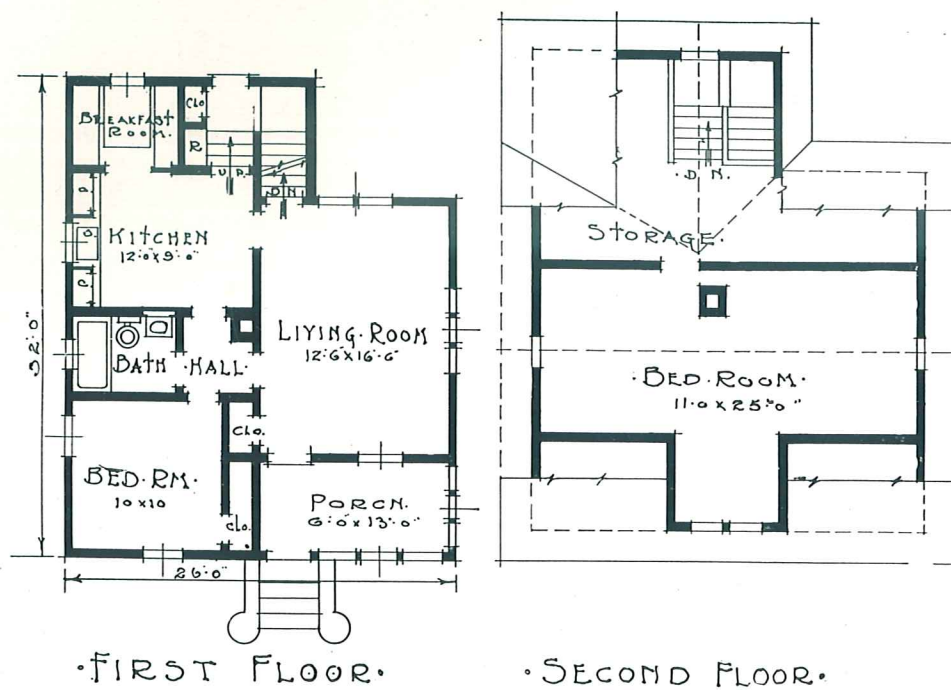 CLO.
BREAKFAST
ROOM.
R
UP.
DN.
KITCHEN
12'-0"X9'-0"
LIVING·ROOM
12'-6"X16'-6"
BATH
·HALL·
CLO.
BED·RM.
10X10
CLO.
PORCH.
6'-0"X13'-0"
32'-0"
26'-0"
·FIRST FLOOR·
·DN.
STORAGE·
·BED·ROOM·
11'-0X25'-0"
·SECOND FLOOR·